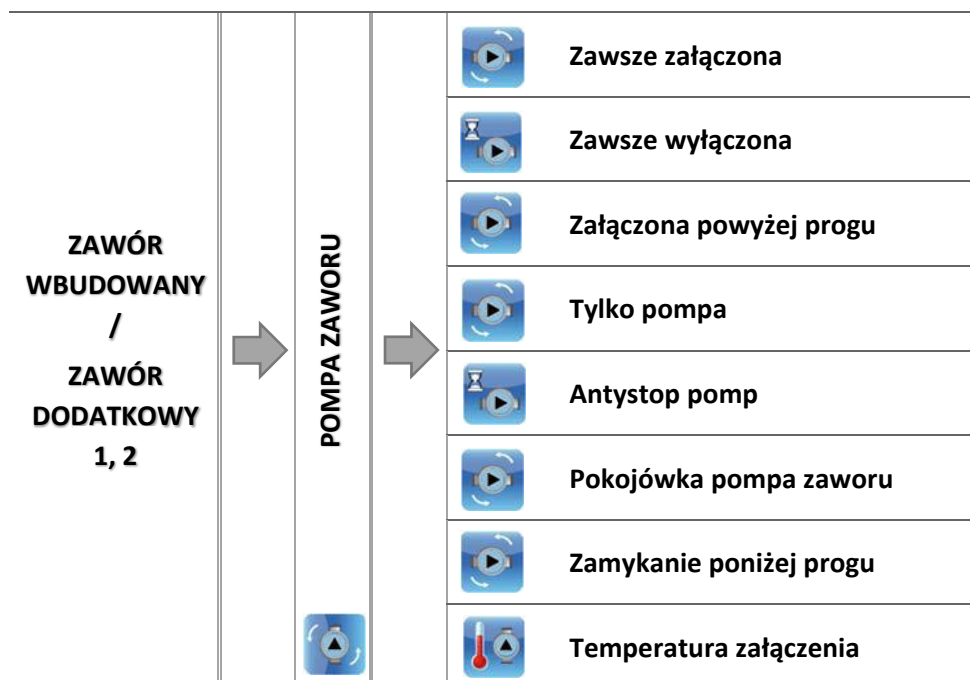 ZAWÓR
WBUDOWANY
/
ZAWÓR
DODATKOWY
1, 2
POMPA ZAWORU
Zawsze załączona
Zawsze wyłączona
Załączona powyżej progu
Tylko pompa
Antystop pomp
Pokojówka pompa zaworu
Zamykanie poniżej progu
Temperatura załączenia